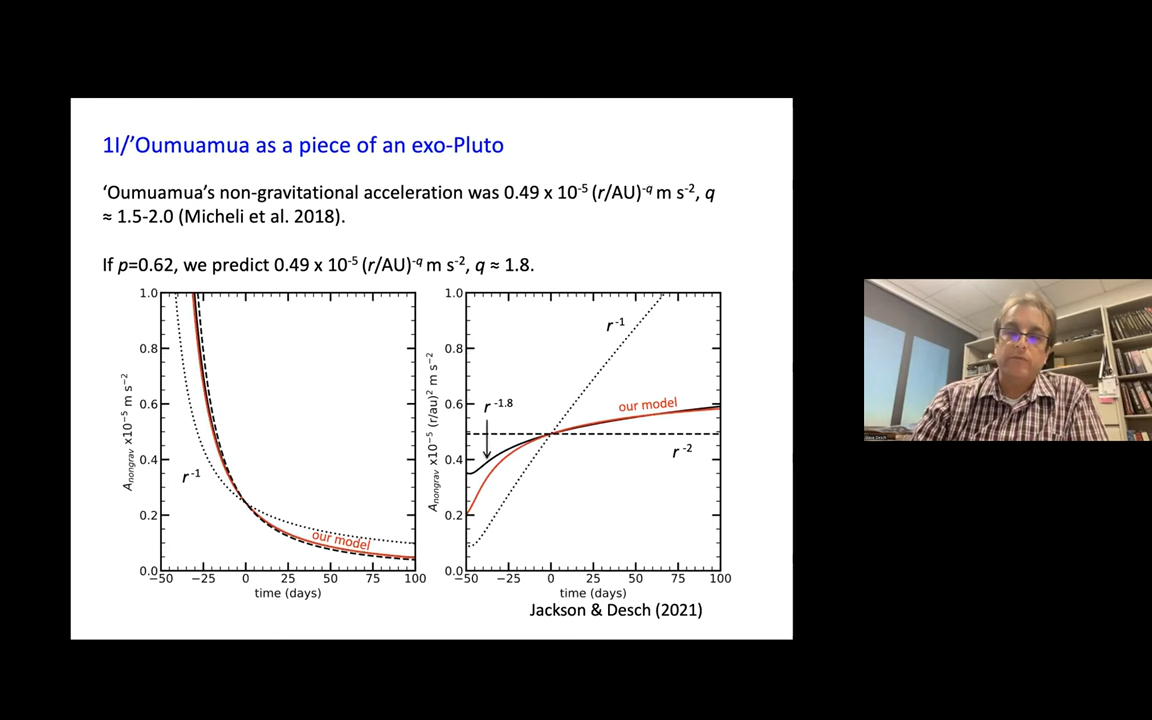 1I/’Oumuamua as a piece of an exo-Pluto
‘Oumuamua’s non-gravitational acceleration was 0.49 x 10⁻⁵ (r/AU)⁻q m s⁻², q
≈ 1.5-2.0 (Micheli et al. 2018).
If p=0.62, we predict 0.49 x 10⁻⁵ (r/AU)⁻q m s⁻², q ≈ 1.8.
1.0
0.8
0.6
0.4
0.2
0.0
Anongrav x10⁻⁵ m s⁻²
r⁻¹
our model
−50 −25 0 25 50 75 100
time (days)
1.0
0.8
0.6
0.4
0.2
0.0
Anongrav x10⁻⁵ (r/au)² m s⁻²
r⁻¹
r⁻¹·⁸
our model
r⁻²
−50 −25 0 25 50 75 100
time (days)
Jackson & Desch (2021)
Steve Desch